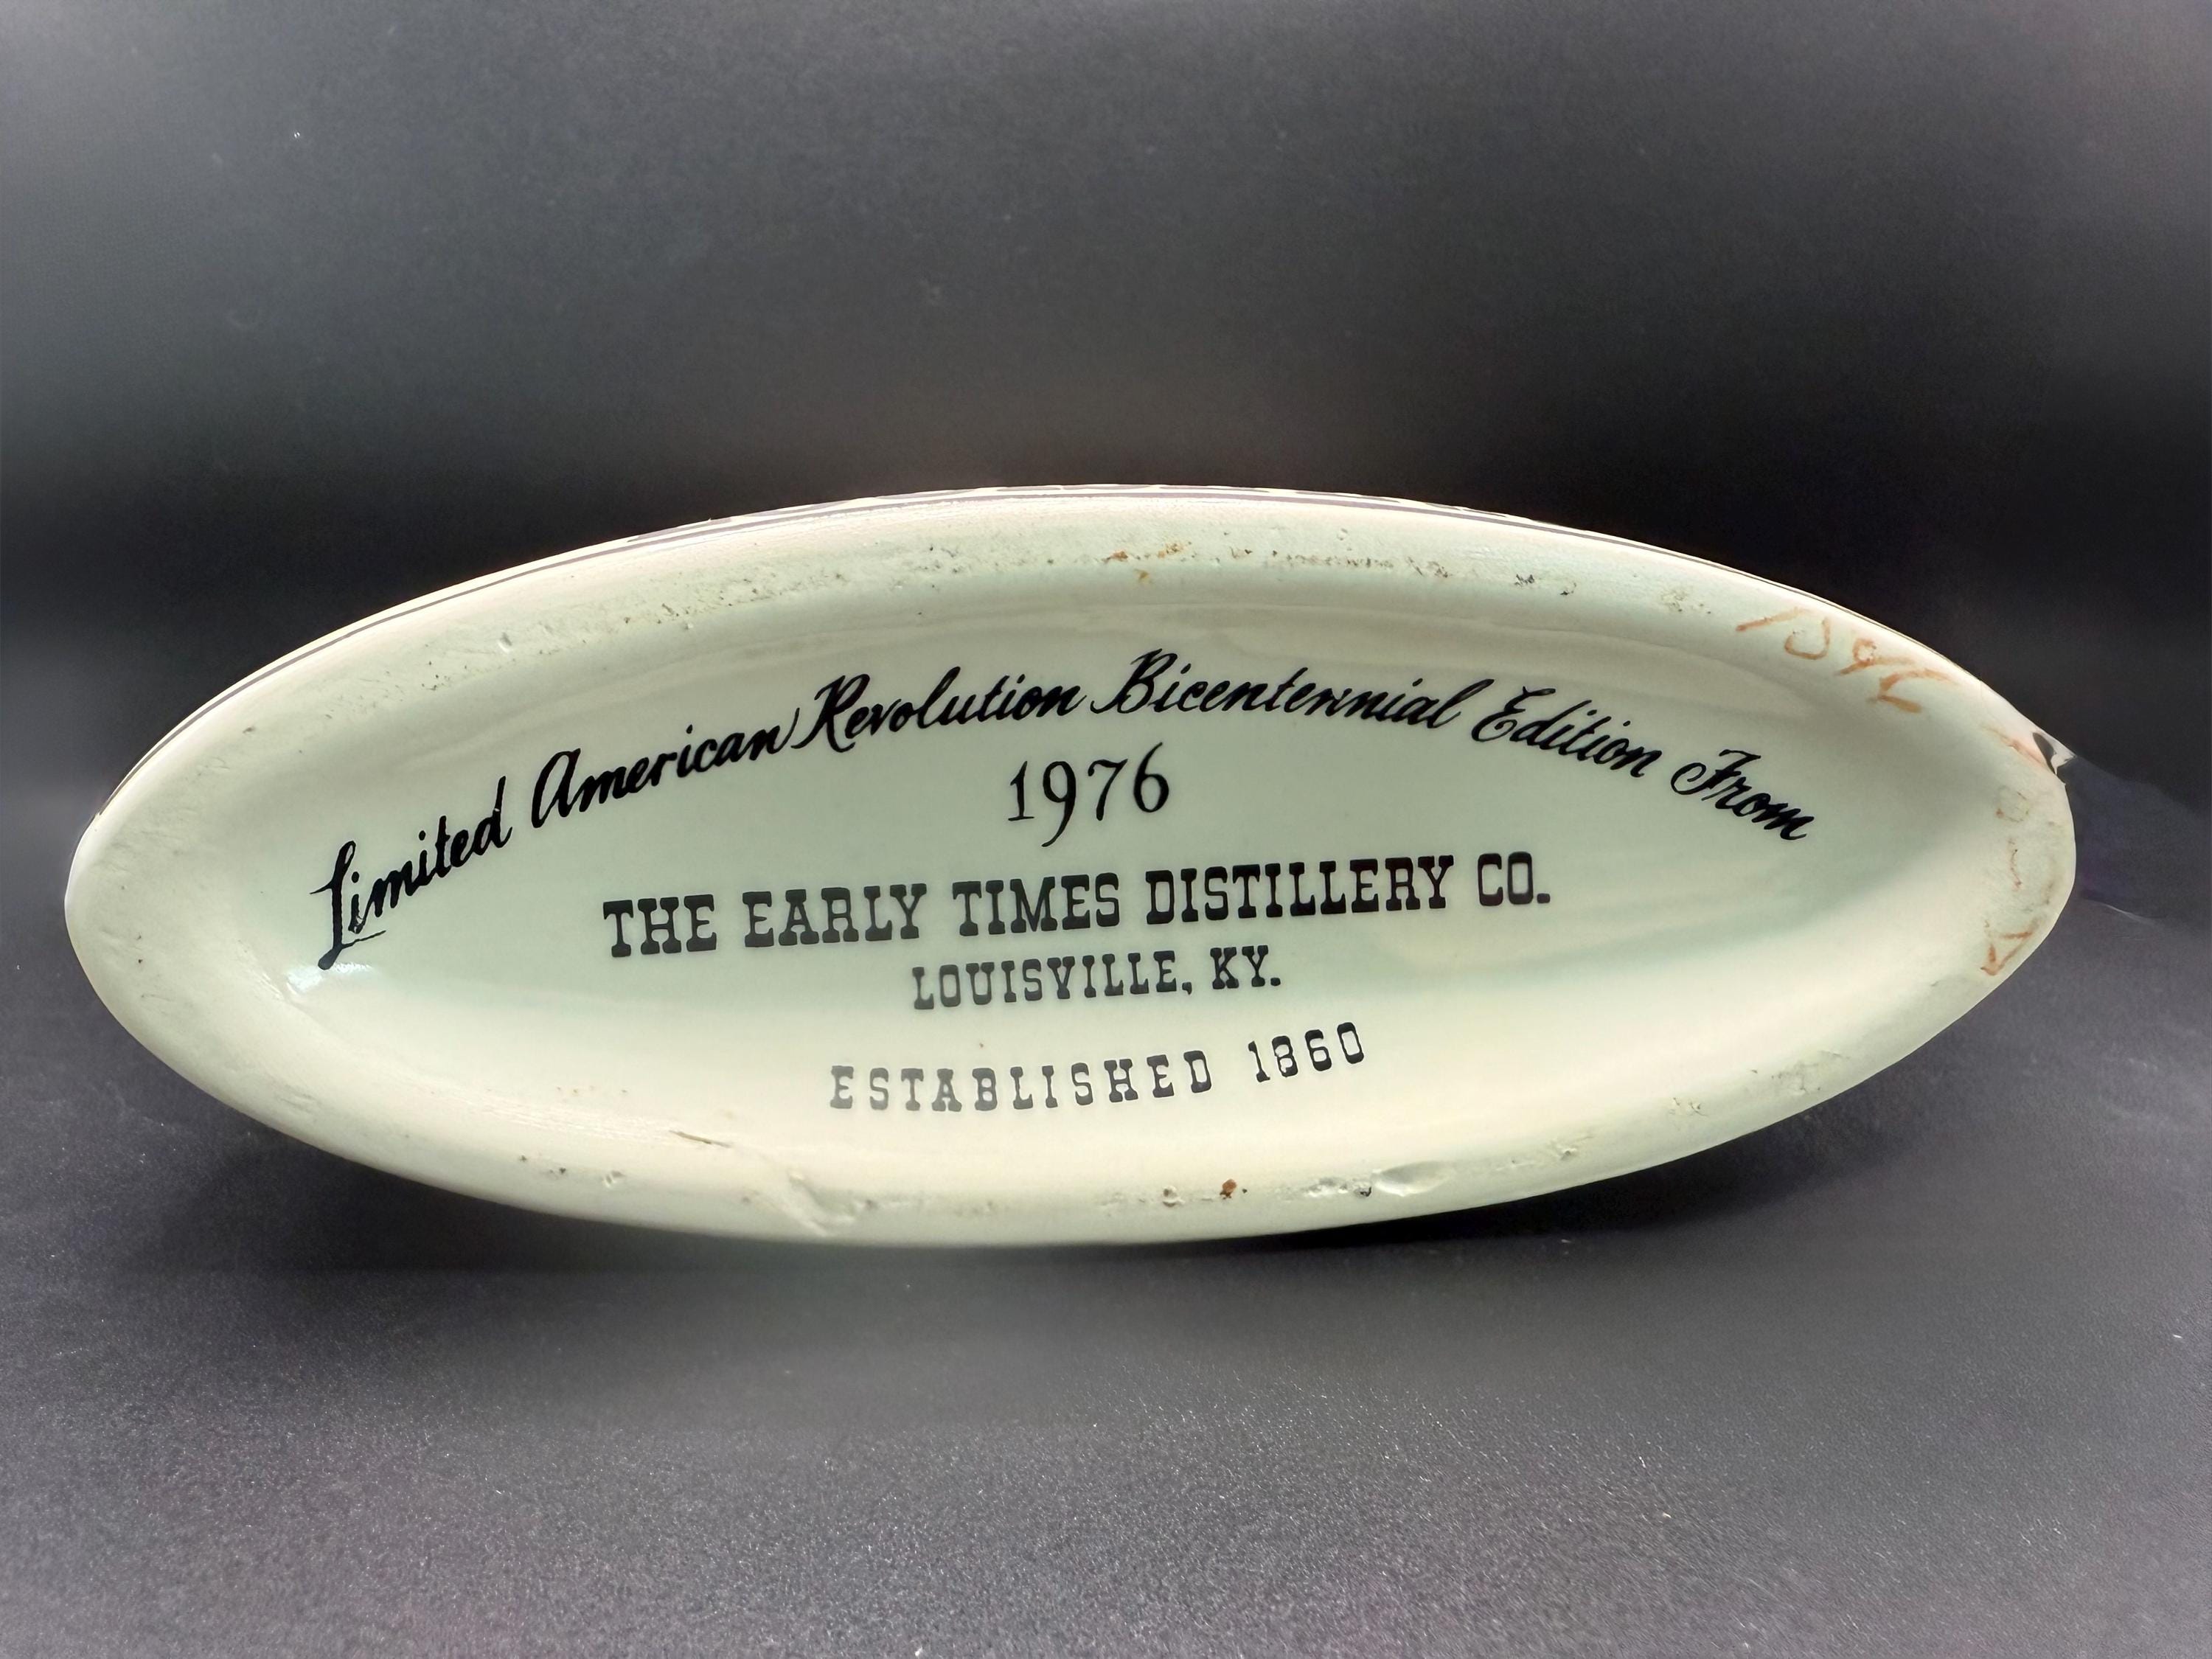 Limited American Revolution Bicentennial Edition From
1976
THE EARLY TIMES DISTILLERY CO.
LOUISVILLE, KY.
ESTABLISHED 1860